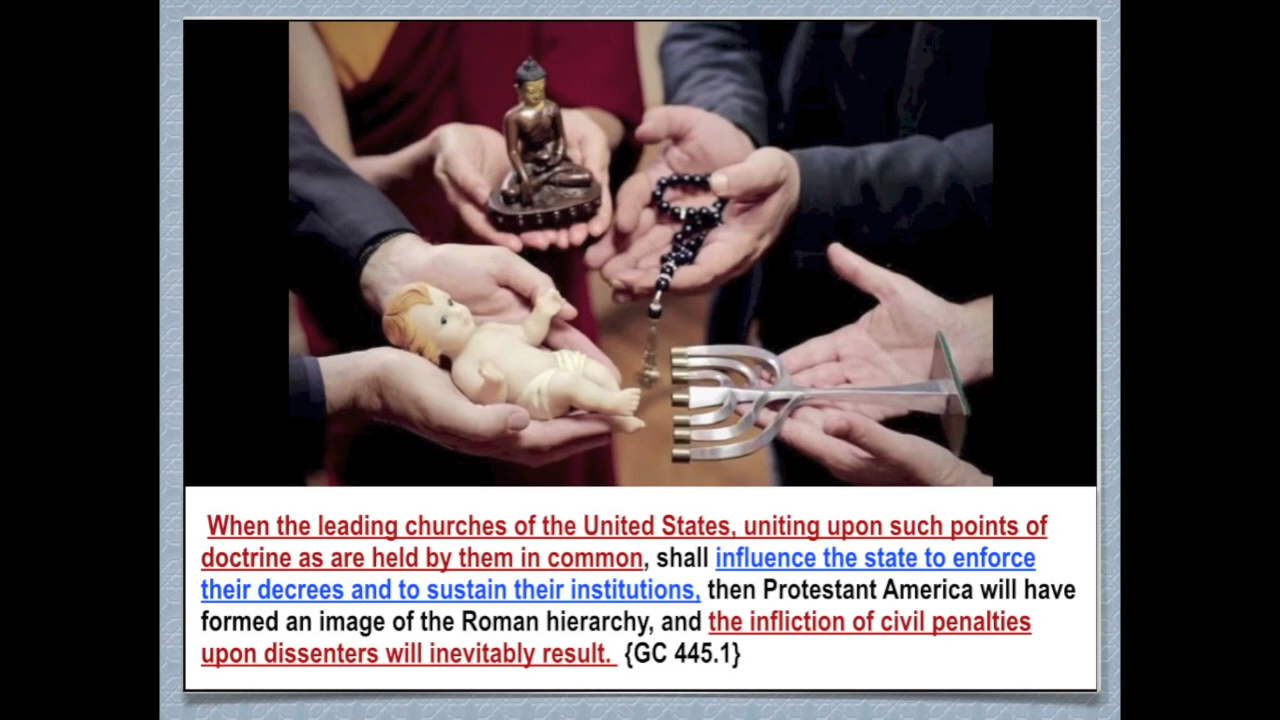 When the leading churches of the United States, uniting upon such points of
doctrine as are held by them in common, shall influence the state to enforce
their decrees and to sustain their institutions, then Protestant America will have
formed an image of the Roman hierarchy, and the infliction of civil penalties
upon dissenters will inevitably result. {GC 445.1}